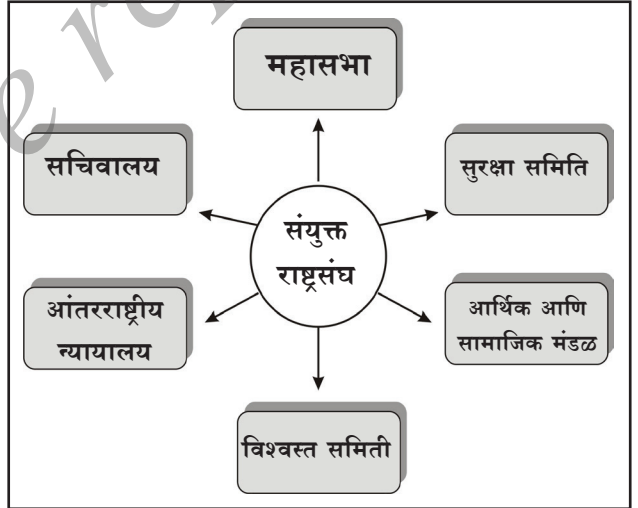 महासभा
सचिवालय
सुरक्षा समिति
संयुक्त
राष्ट्रसंघ
आंतरराष्ट्रीय
न्यायालय
आर्थिक आणि
सामाजिक मंडळ
विश्वस्त समिती